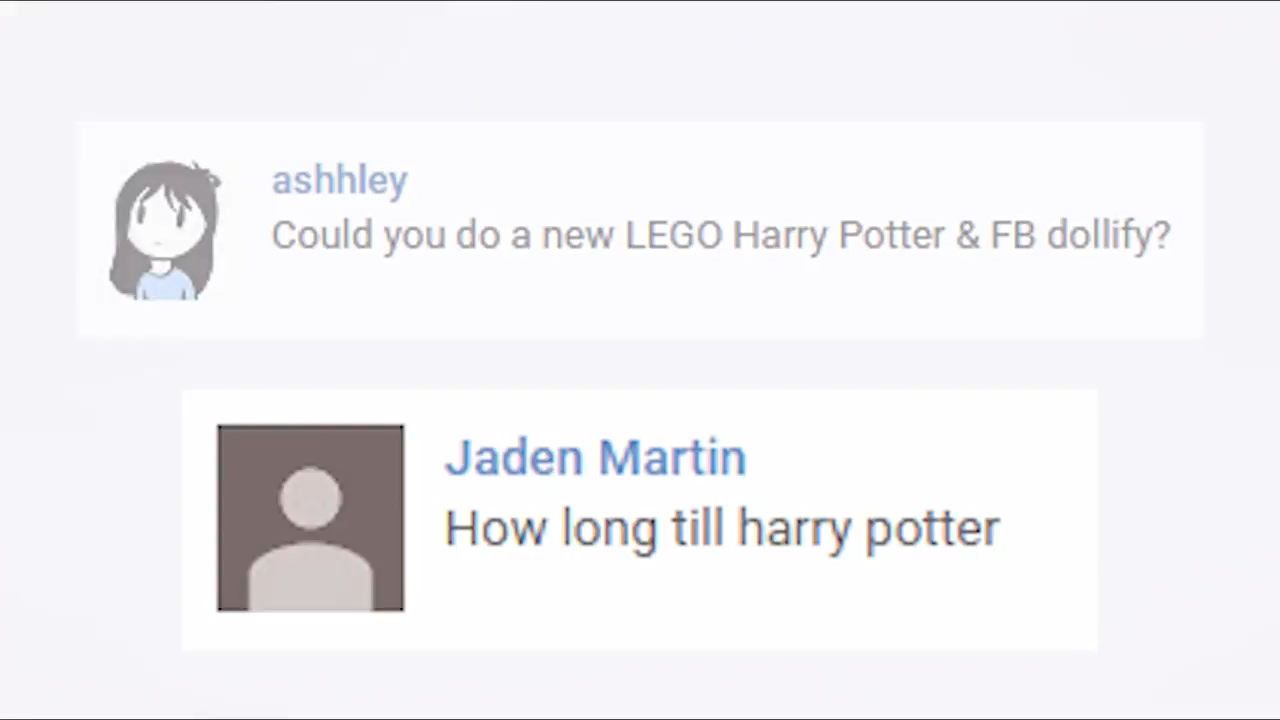 ashhley
Could you do a new LEGO Harry Potter & FB dollify?
Jaden Martin
How long till harry potter